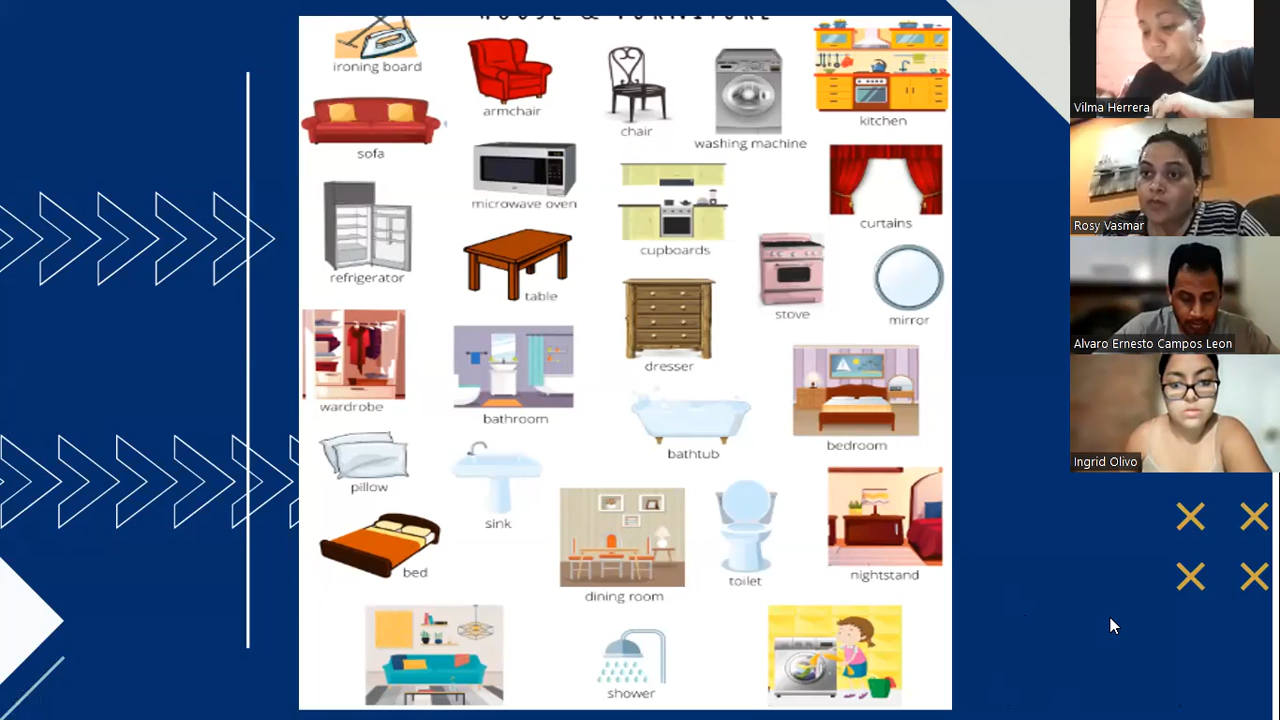 HOUSE & FURNITURE
ironing board
armchair
chair
washing machine
kitchen
sofa
microwave oven
cupboards
curtains
refrigerator
table
stove
mirror
dresser
wardrobe
bathroom
bathtub
bedroom
pillow
sink
dining room
toilet
nightstand
bed
shower
Vilma Herrera
Rosy Vasmar
Alvaro Ernesto Campos Leon
Ingrid Olivo